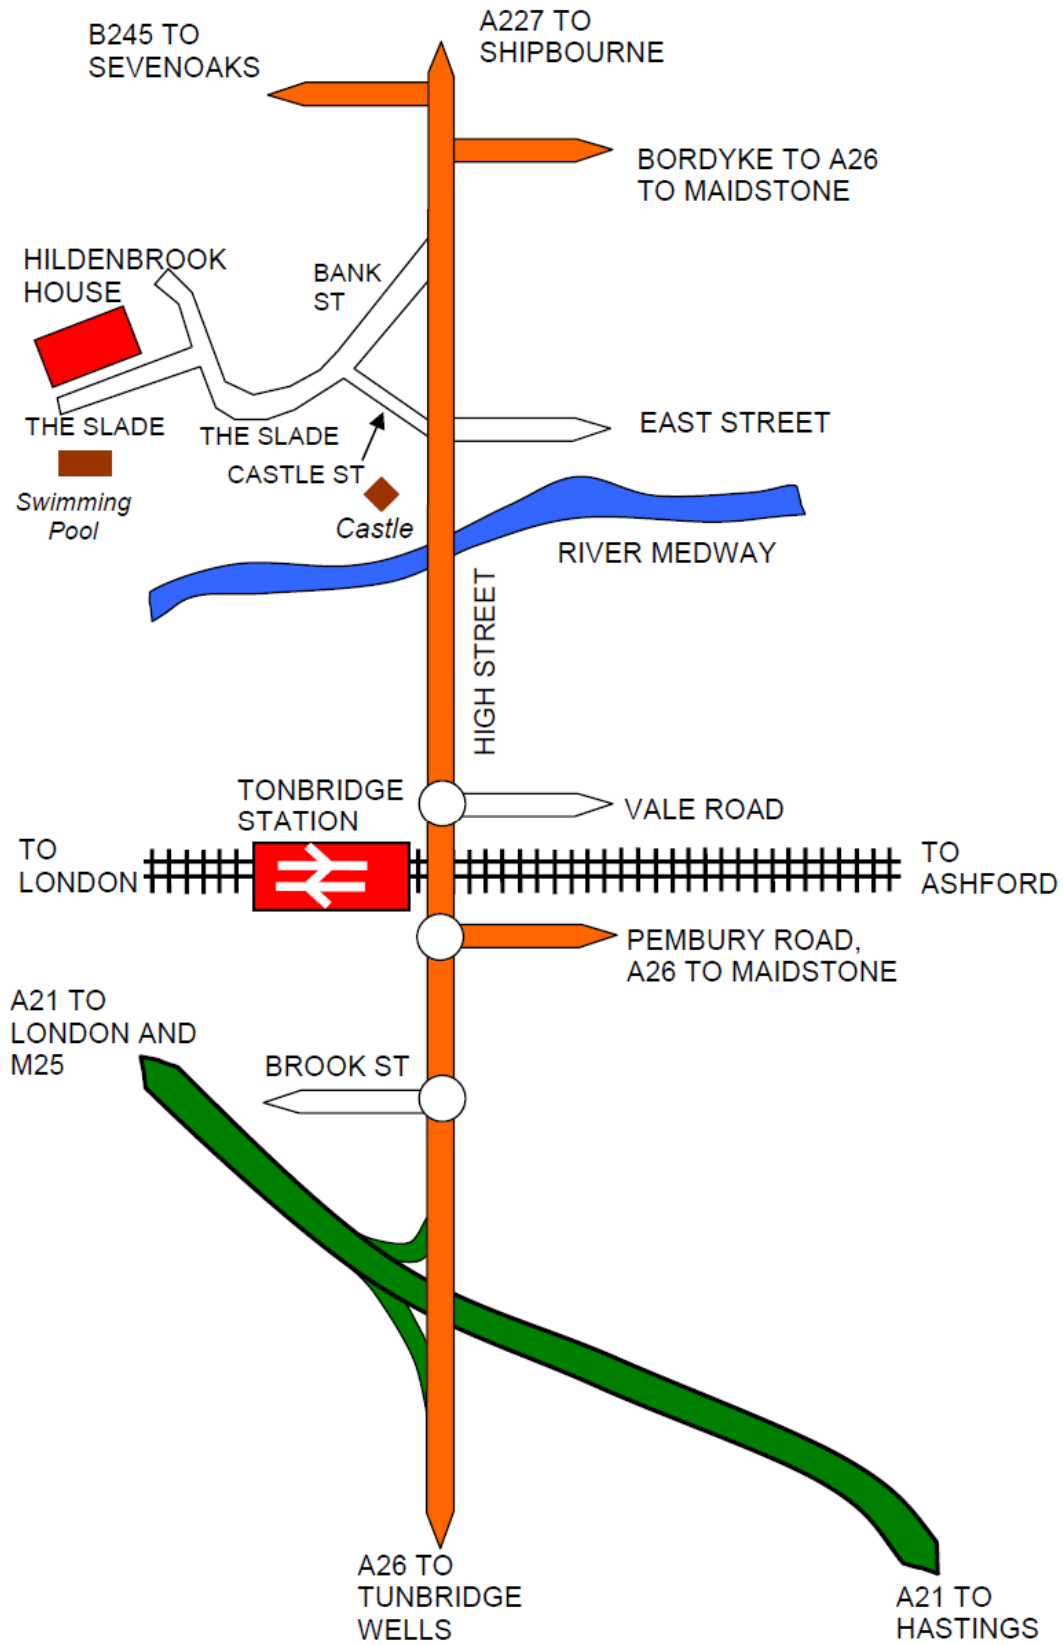 A227 TO
SHIPBOURNE
B245 TO
SEVENOAKS
BORDYKE TO A26
TO MAIDSTONE
HILDENBROOK
HOUSE
BANK
ST
THE SLADE
THE SLADE
EAST STREET
CASTLE ST
Swimming
Pool
Castle
RIVER MEDWAY
HIGH STREET
TONBRIDGE
STATION
VALE ROAD
TO
LONDON
TO
ASHFORD
PEMBURY ROAD,
A26 TO MAIDSTONE
A21 TO
LONDON AND
M25
BROOK ST
A26 TO
TUNBRIDGE
WELLS
A21 TO
HASTINGS